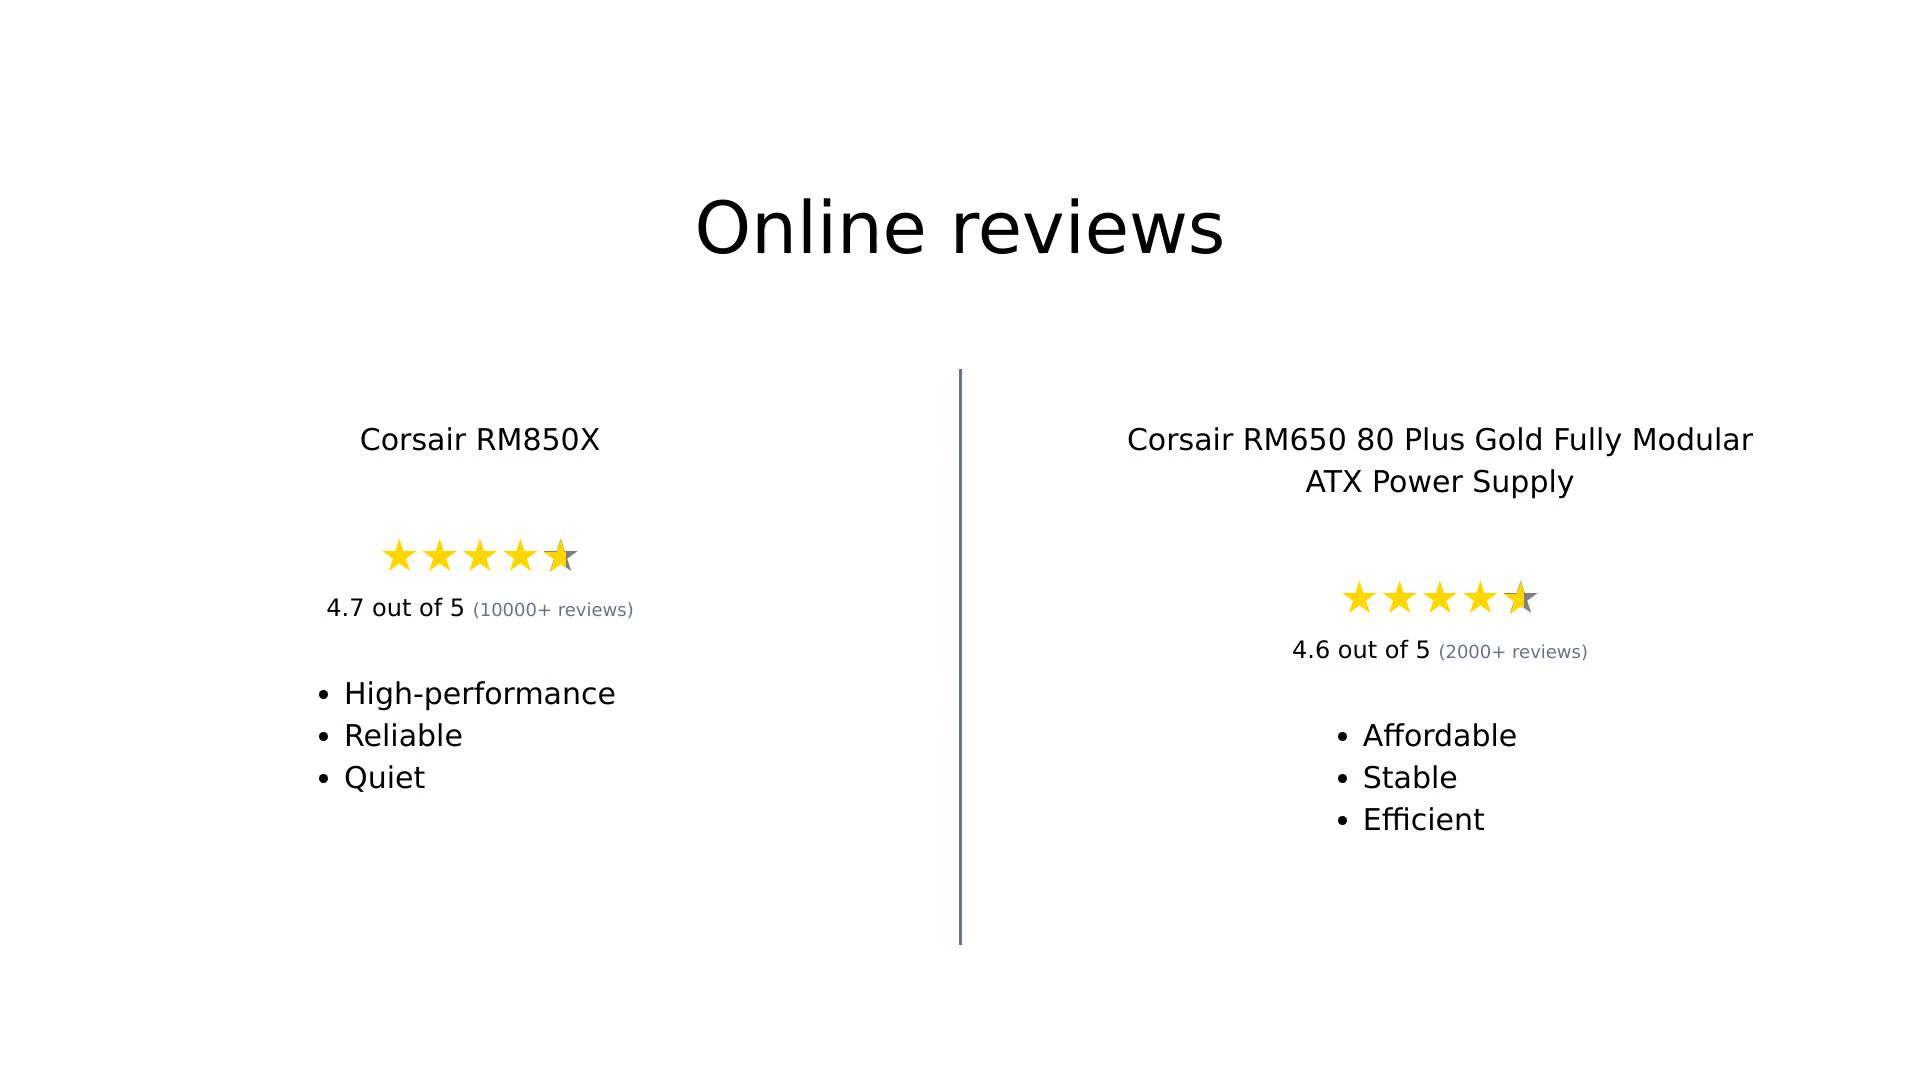 Online reviews
Corsair RM850X
4.7 out of 5 (10000+ reviews)
• High-performance
• Reliable
• Quiet
Corsair RM650 80 Plus Gold Fully Modular
ATX Power Supply
4.6 out of 5 (2000+ reviews)
• Affordable
• Stable
• Efficient